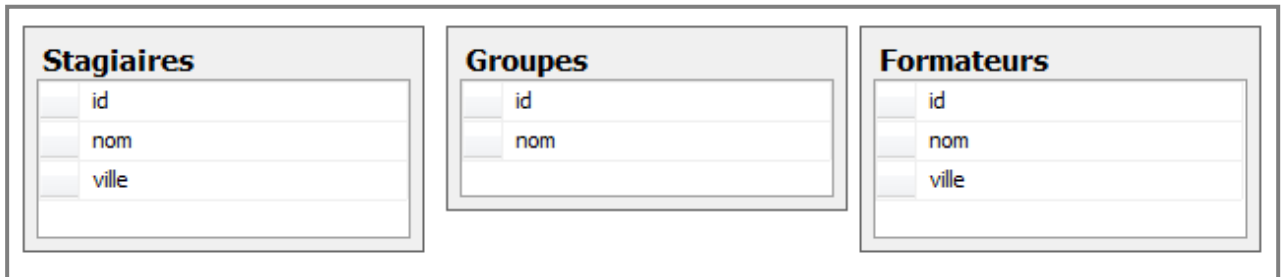 Stagiaires
id
nom
ville
Groupes
id
nom
Formateurs
id
nom
ville